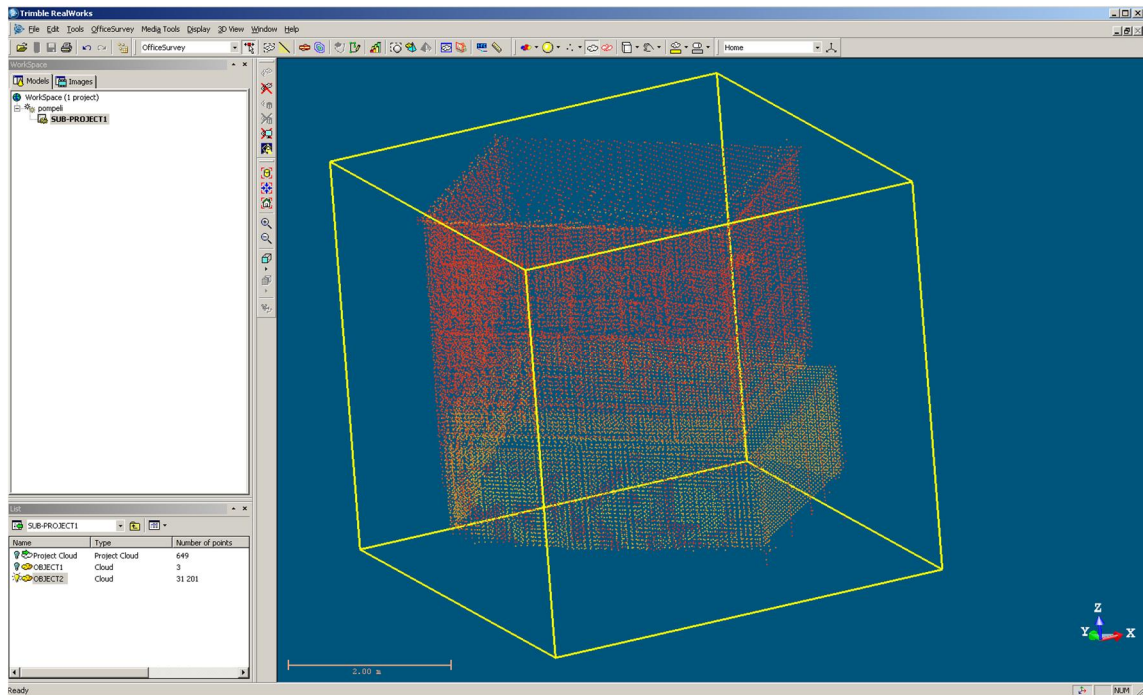 Trimble RealWorks
File Edit Tools OfficeSurvey Media Tools Display 3D View Window Help
OfficeSurvey Home
WorkSpace
Models Images
WorkSpace (1 project)
pompeii
SUB-PROJECT1
List
SUB-PROJECT1
Name Type Number of points
Project Cloud Project Cloud 649
OBJECT1 Cloud 3
OBJECT2 Cloud 31 201
2.00 m
Z
Y X
Ready NUM